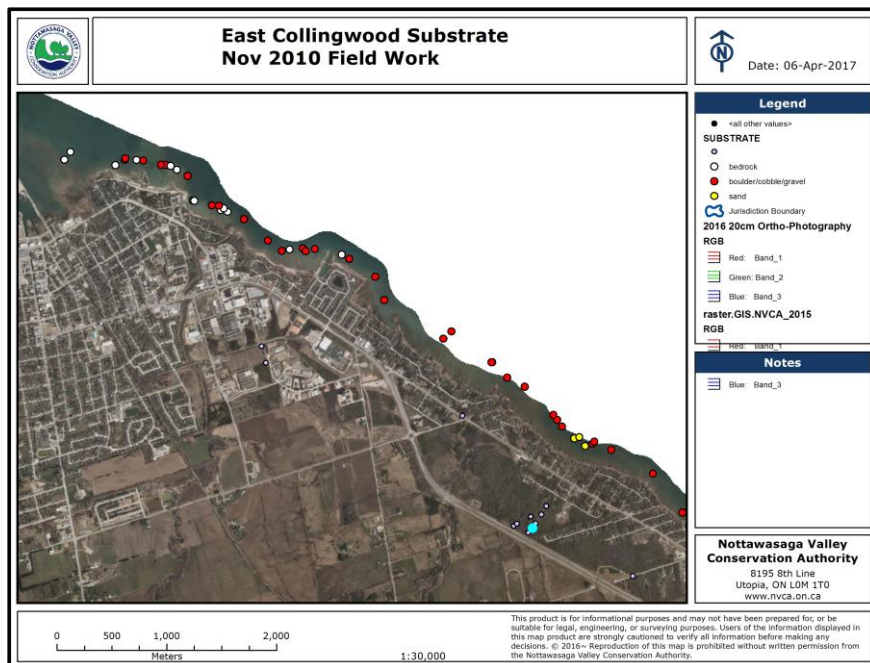 NOTTAWASAGA VALLEY
CONSERVATION AUTHORITY
East Collingwood Substrate
Nov 2010 Field Work
N
Date: 06-Apr-2017
Legend
<all other values>
SUBSTRATE
bedrock
boulder/cobble/gravel
sand
Jurisdiction Boundary
2016 20cm Ortho-Photography
RGB
Red: Band_1
Green: Band_2
Blue: Band_3
raster.GIS.NVCA_2015
RGB
Red: Band_1
Notes
Blue: Band_3
Nottawasaga Valley
Conservation Authority
8195 8th Line
Utopia, ON L0M 1T0
www.nvca.on.ca
0 500 1,000 2,000
Meters
1:30,000
This product is for informational purposes and may not have been prepared for, or be
suitable for legal, engineering, or surveying purposes. Users of the information displayed in
this map product are strongly cautioned to verify all information before making any
decisions. © 2016~ Reproduction of this map is prohibited without written permission from
the Nottawasaga Valley Conservation Authority.